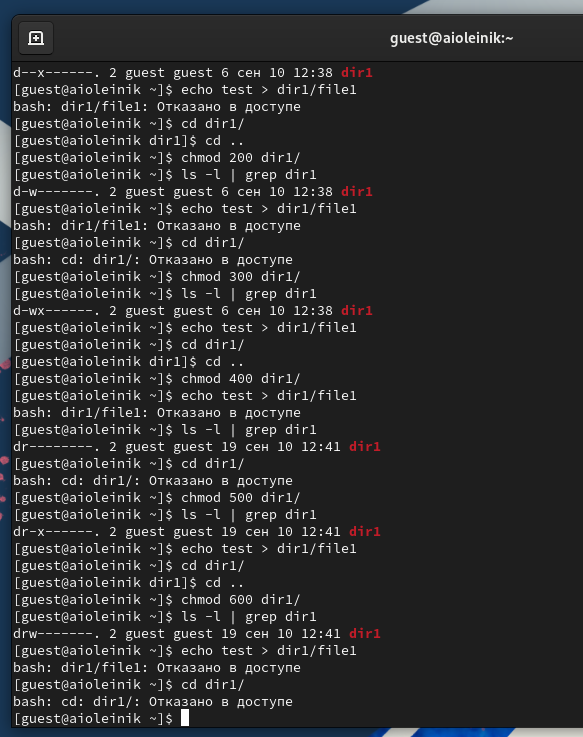 guest@aioleinik:~
d--x------. 2 guest guest 6 сен 10 12:38 dir1
[guest@aioleinik ~]$ echo test > dir1/file1
bash: dir1/file1: Отказано в доступе
[guest@aioleinik ~]$ cd dir1/
[guest@aioleinik dir1]$ cd ..
[guest@aioleinik ~]$ chmod 200 dir1/
[guest@aioleinik ~]$ ls -l | grep dir1
d-w-------. 2 guest guest 6 сен 10 12:38 dir1
[guest@aioleinik ~]$ echo test > dir1/file1
bash: dir1/file1: Отказано в доступе
[guest@aioleinik ~]$ cd dir1/
bash: cd: dir1/: Отказано в доступе
[guest@aioleinik ~]$ chmod 300 dir1/
[guest@aioleinik ~]$ ls -l | grep dir1
d-wx------. 2 guest guest 6 сен 10 12:38 dir1
[guest@aioleinik ~]$ echo test > dir1/file1
[guest@aioleinik ~]$ cd dir1/
[guest@aioleinik dir1]$ cd ..
[guest@aioleinik ~]$ chmod 400 dir1/
[guest@aioleinik ~]$ echo test > dir1/file1
bash: dir1/file1: Отказано в доступе
[guest@aioleinik ~]$ ls -l | grep dir1
dr--------. 2 guest guest 19 сен 10 12:41 dir1
[guest@aioleinik ~]$ cd dir1/
bash: cd: dir1/: Отказано в доступе
[guest@aioleinik ~]$ chmod 500 dir1/
[guest@aioleinik ~]$ ls -l | grep dir1
dr-x------. 2 guest guest 19 сен 10 12:41 dir1
[guest@aioleinik ~]$ echo test > dir1/file1
[guest@aioleinik ~]$ cd dir1/
[guest@aioleinik dir1]$ cd ..
[guest@aioleinik ~]$ chmod 600 dir1/
[guest@aioleinik ~]$ ls -l | grep dir1
drw-------. 2 guest guest 19 сен 10 12:41 dir1
[guest@aioleinik ~]$ echo test > dir1/file1
bash: dir1/file1: Отказано в доступе
[guest@aioleinik ~]$ cd dir1/
bash: cd: dir1/: Отказано в доступе
[guest@aioleinik ~]$